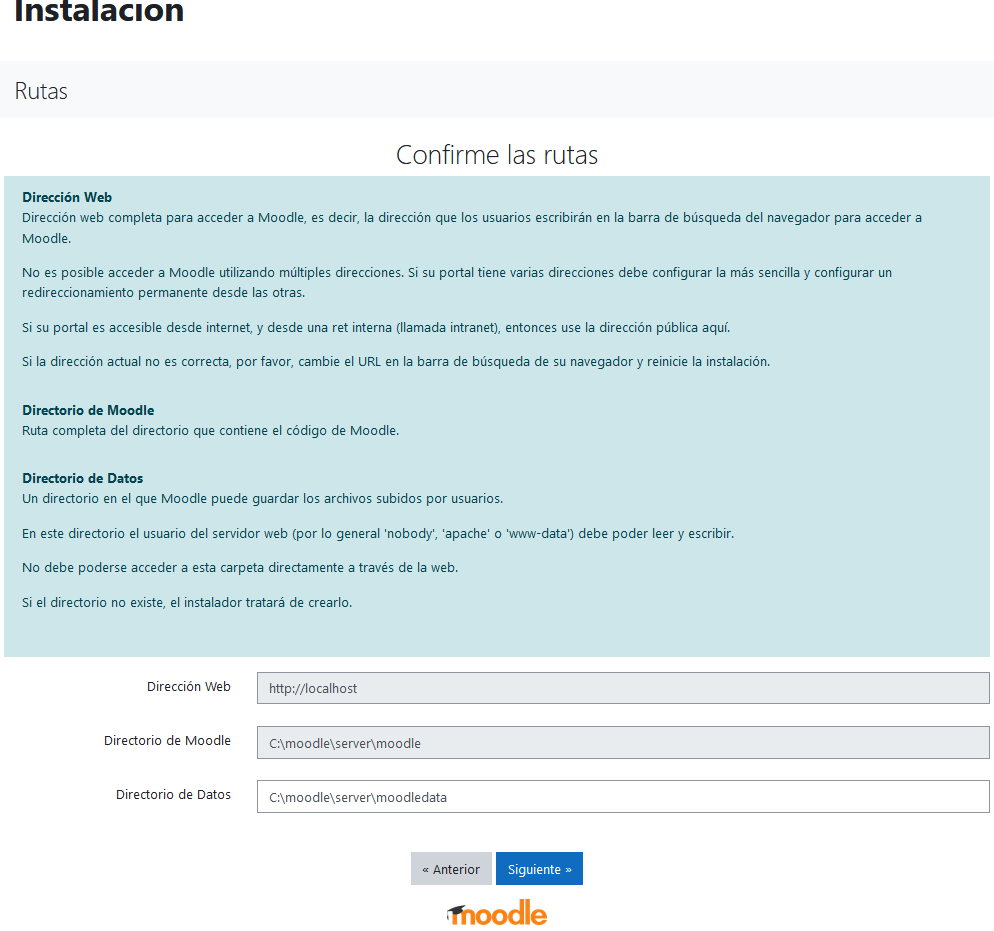 Instalación
Rutas
Confirme las rutas
Dirección Web
Dirección web completa para acceder a Moodle, es decir, la dirección que los usuarios escribirán en la barra de búsqueda del navegador para acceder a
Moodle.
No es posible acceder a Moodle utilizando múltiples direcciones. Si su portal tiene varias direcciones debe configurar la más sencilla y configurar un
redireccionamiento permanente desde las otras.
Si su portal es accesible desde internet, y desde una ret interna (llamada intranet), entonces use la dirección pública aquí.
Si la dirección actual no es correcta, por favor, cambie el URL en la barra de búsqueda de su navegador y reinicie la instalación.
Directorio de Moodle
Ruta completa del directorio que contiene el código de Moodle.
Directorio de Datos
Un directorio en el que Moodle puede guardar los archivos subidos por usuarios.
En este directorio el usuario del servidor web (por lo general 'nobody', 'apache' o 'www-data') debe poder leer y escribir.
No debe poderse acceder a esta carpeta directamente a través de la web.
Si el directorio no existe, el instalador tratará de crearlo.
Dirección Web http://localhost
Directorio de Moodle C:\moodle\server\moodle
Directorio de Datos C:\moodle\server\moodledata
« Anterior Siguiente »
moodle